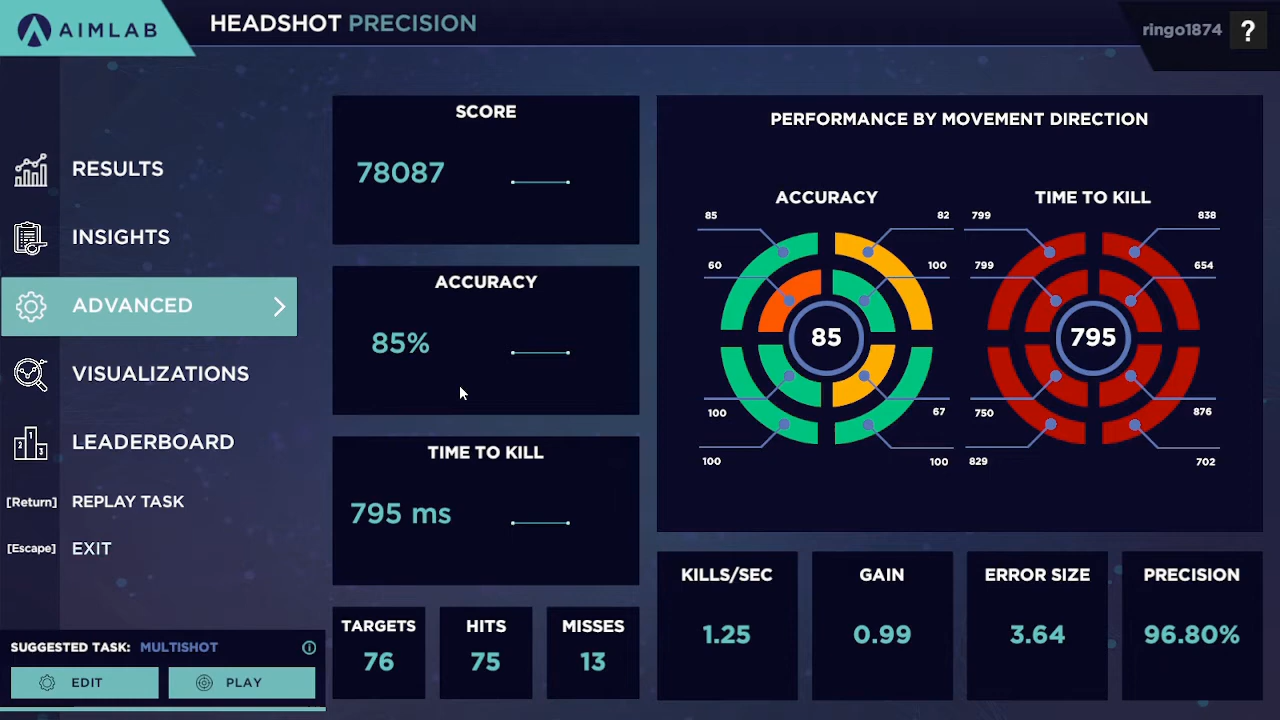 AIMLAB
HEADSHOT PRECISION
ringo1874
?
RESULTS
INSIGHTS
ADVANCED
VISUALIZATIONS
1
2
3
LEADERBOARD
[Return] REPLAY TASK
[Escape] EXIT
SUGGESTED TASK: MULTISHOT
EDIT
PLAY
SCORE
78087
ACCURACY
85%
TIME TO KILL
795 ms
TARGETS
76
HITS
75
MISSES
13
PERFORMANCE BY MOVEMENT DIRECTION
ACCURACY
85
82
60
100
85
100
67
100
100
TIME TO KILL
799
838
799
654
795
750
876
829
702
KILLS/SEC
1.25
GAIN
0.99
ERROR SIZE
3.64
PRECISION
96.80%